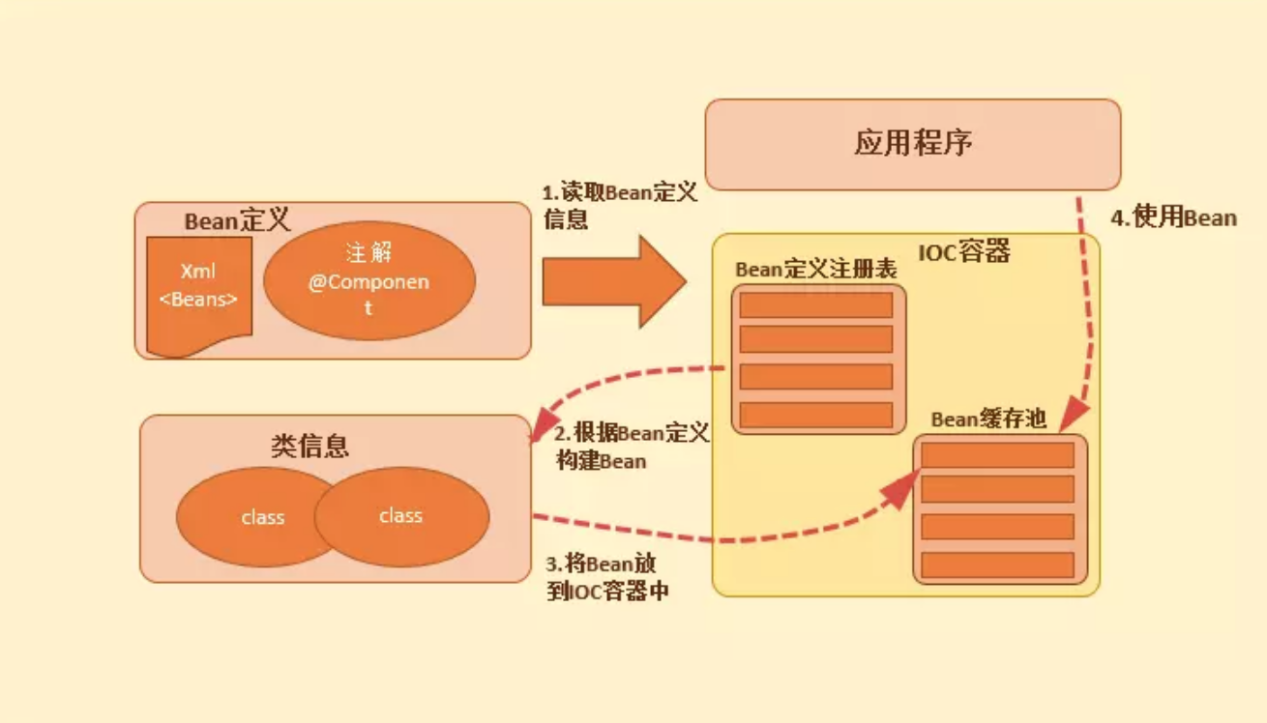 应用程序
1.读取Bean定义
信息
4.使用Bean
Bean定义
Xml
<Beans>
注解
@Componen
t
IOC容器
Bean定义注册表
类信息
class
class
2.根据Bean定义
构建Bean
Bean缓存池
3.将Bean放
到IOC容器中